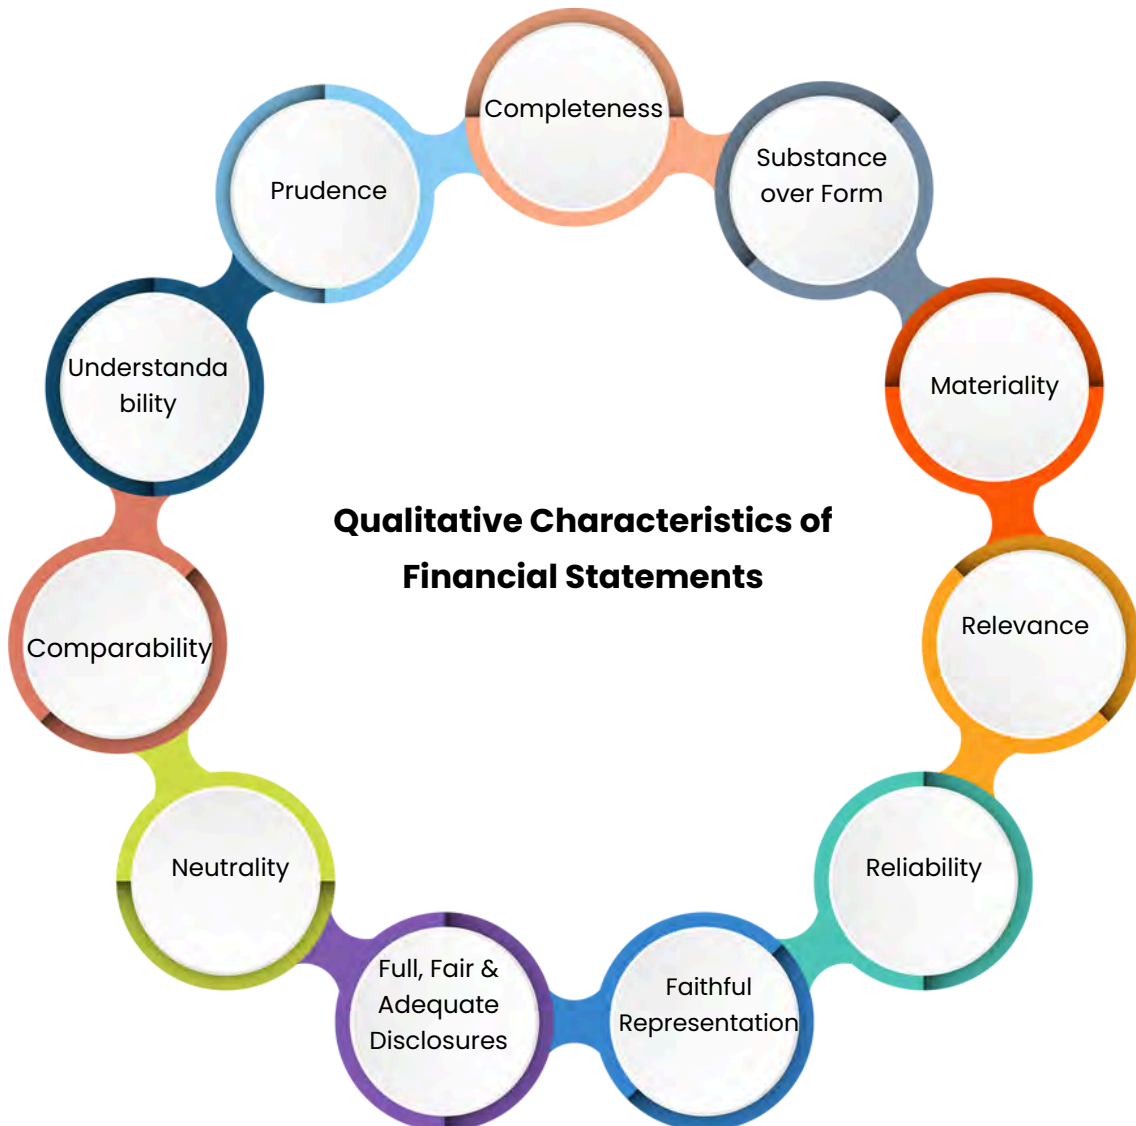 Completeness
Substance
over Form
Materiality
Relevance
Reliability
Faithful
Representation
Full, Fair &
Adequate
Disclosures
Neutrality
Comparability
Understanda
bility
Prudence
Qualitative Characteristics of
Financial Statements